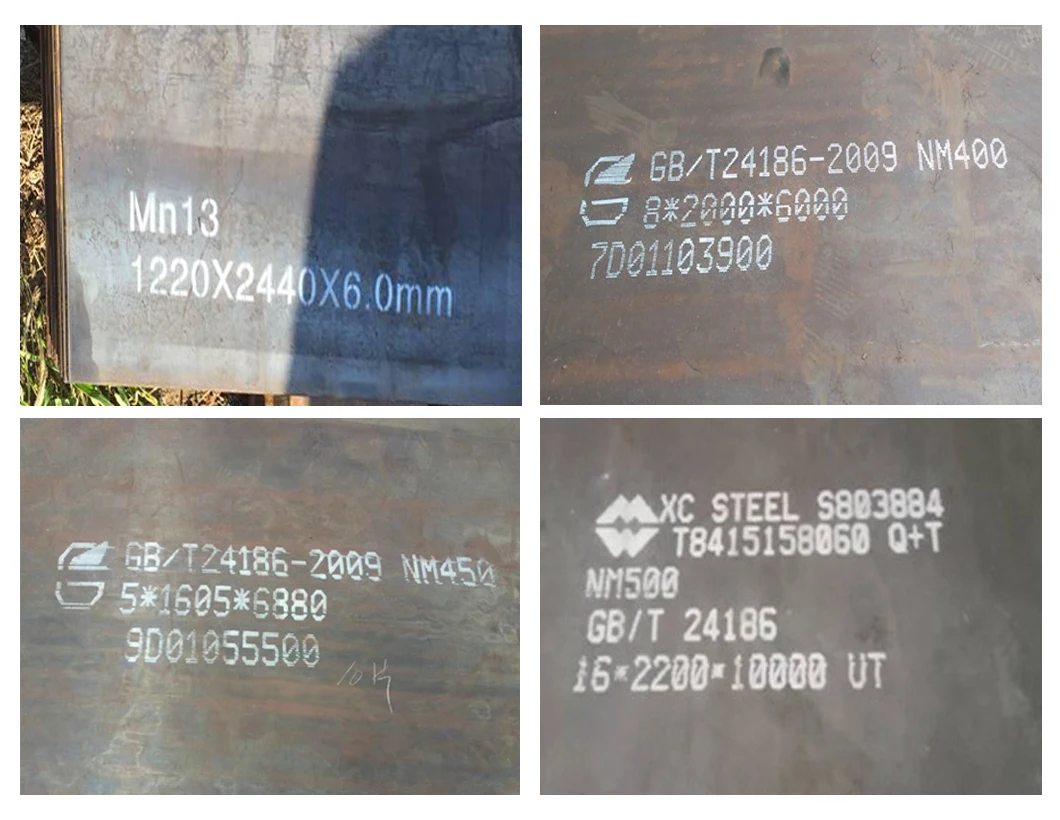 Mn13
1220X2440X6.0mm
GB/T24186-2009 NM400
8*2000*6000
7D01103900
GB/T24186-2009 NM450
5*1605*6880
9D01055500
XC STEEL S803884
T8415158060 Q+T
NM500
GB/T 24186
16*2200*10000 UT